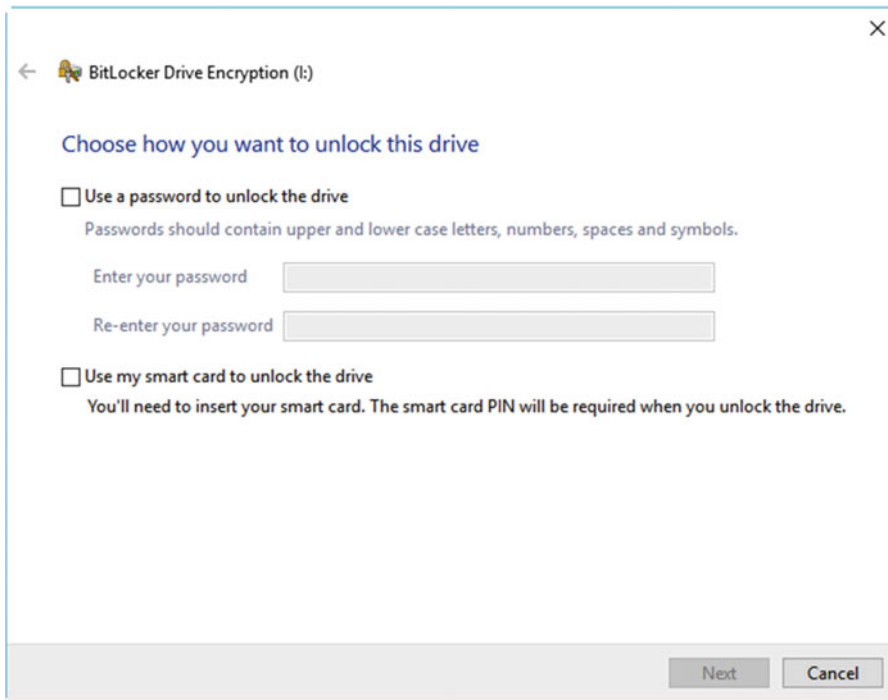 BitLocker Drive Encryption (I:)
Choose how you want to unlock this drive
Use a password to unlock the drive
Passwords should contain upper and lower case letters, numbers, spaces and symbols.
Enter your password
Re-enter your password
Use my smart card to unlock the drive
You'll need to insert your smart card. The smart card PIN will be required when you unlock the drive.
Next Cancel